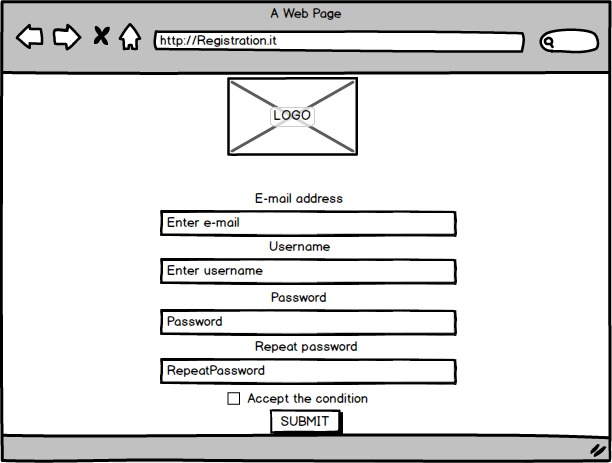 A Web Page
http://Registration.it
LOGO
E-mail address
Enter e-mail
Username
Enter username
Password
Password
Repeat password
RepeatPassword
Accept the condition
SUBMIT